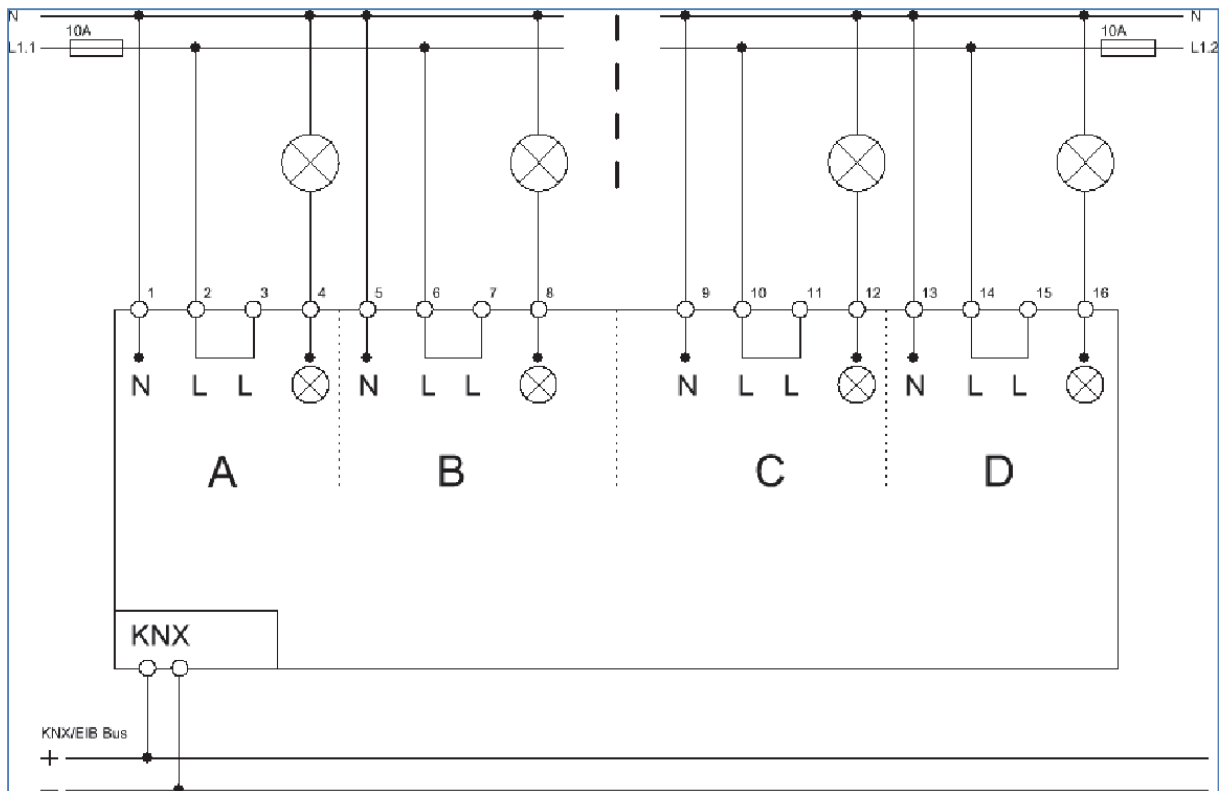 N N
10A 10A
L1.1 L1.2
1 2 3 4 5 6 7 8 9 10 11 12 13 14 15 16
N L L N L L N L L N L L
A B C D
KNX
KNX/EIB Bus
+
–